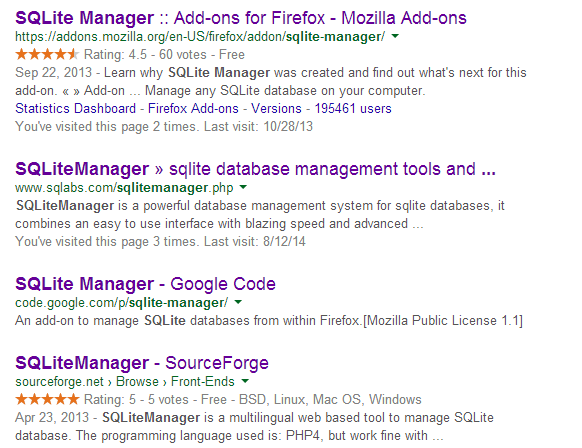 SQLite Manager :: Add-ons for Firefox - Mozilla Add-ons
https://addons.mozilla.org/en-US/firefox/addon/sqlite-manager/
Rating: 4.5 - 60 votes - Free
Sep 22, 2013 - Learn why SQLite Manager was created and find out what's next for this
add-on. « » Add-on ... Manage any SQLite database on your computer.
Statistics Dashboard - Firefox Add-ons - Versions - 195461 users
You've visited this page 2 times. Last visit: 10/28/13
SQLiteManager » sqlite database management tools and ...
www.sqlabs.com/sqlitemanager.php
SQLiteManager is a powerful database management system for sqlite databases, it
combines an easy to use interface with blazing speed and advanced ...
You've visited this page 3 times. Last visit: 8/12/14
SQLite Manager - Google Code
code.google.com/p/sqlite-manager/
An add-on to manage SQLite databases from within Firefox.[Mozilla Public License 1.1]
SQLiteManager - SourceForge
sourceforge.net › Browse › Front-Ends
Rating: 5 - 5 votes - Free - BSD, Linux, Mac OS, Windows
Apr 23, 2013 - SQLiteManager is a multilingual web based tool to manage SQLite
database. The programming language used is: PHP4, but work fine with ...